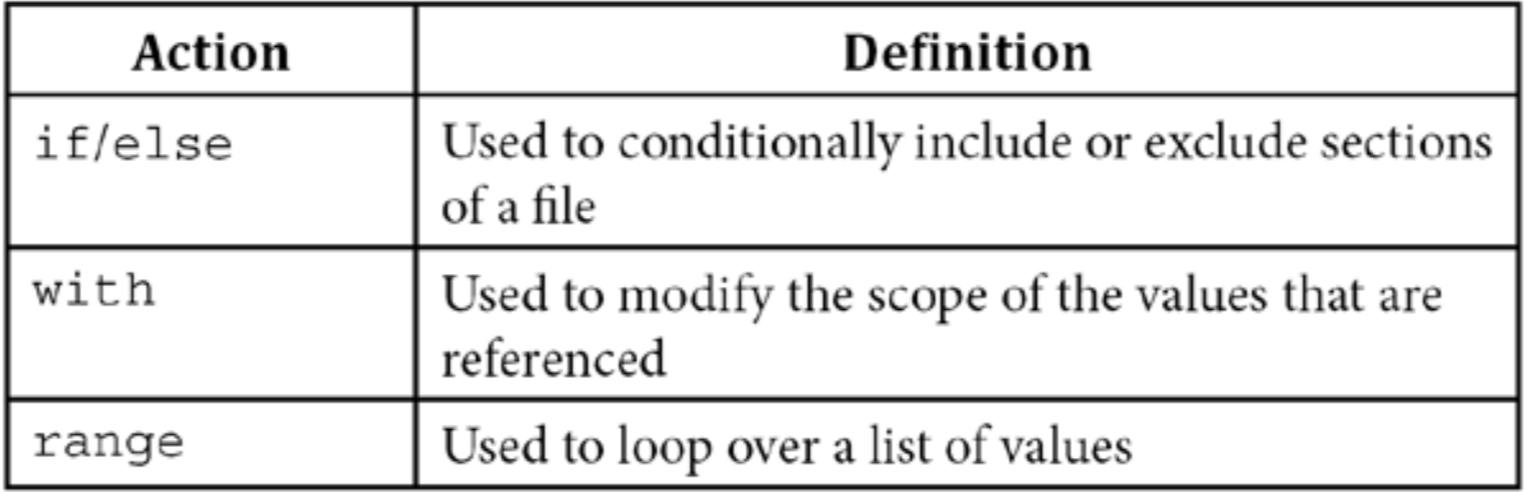 Action
Definition
if/else
Used to conditionally include or exclude sections
of a file
with
Used to modify the scope of the values that are
referenced
range
Used to loop over a list of values